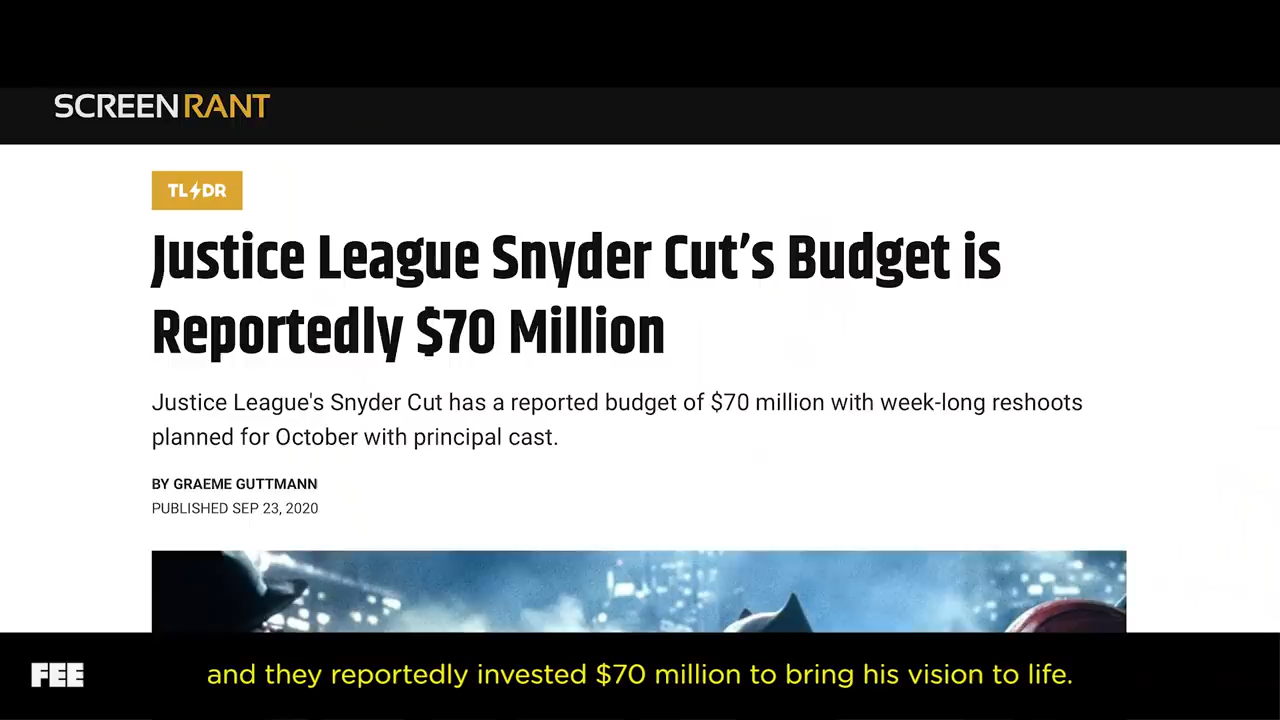 SCREENRANT
TL DR
Justice League Snyder Cut’s Budget is
Reportedly $70 Million
Justice League's Snyder Cut has a reported budget of $70 million with week-long reshoots
planned for October with principal cast.
BY GRAEME GUTTMANN
PUBLISHED SEP 23, 2020
FEE
and they reportedly invested $70 million to bring his vision to life.